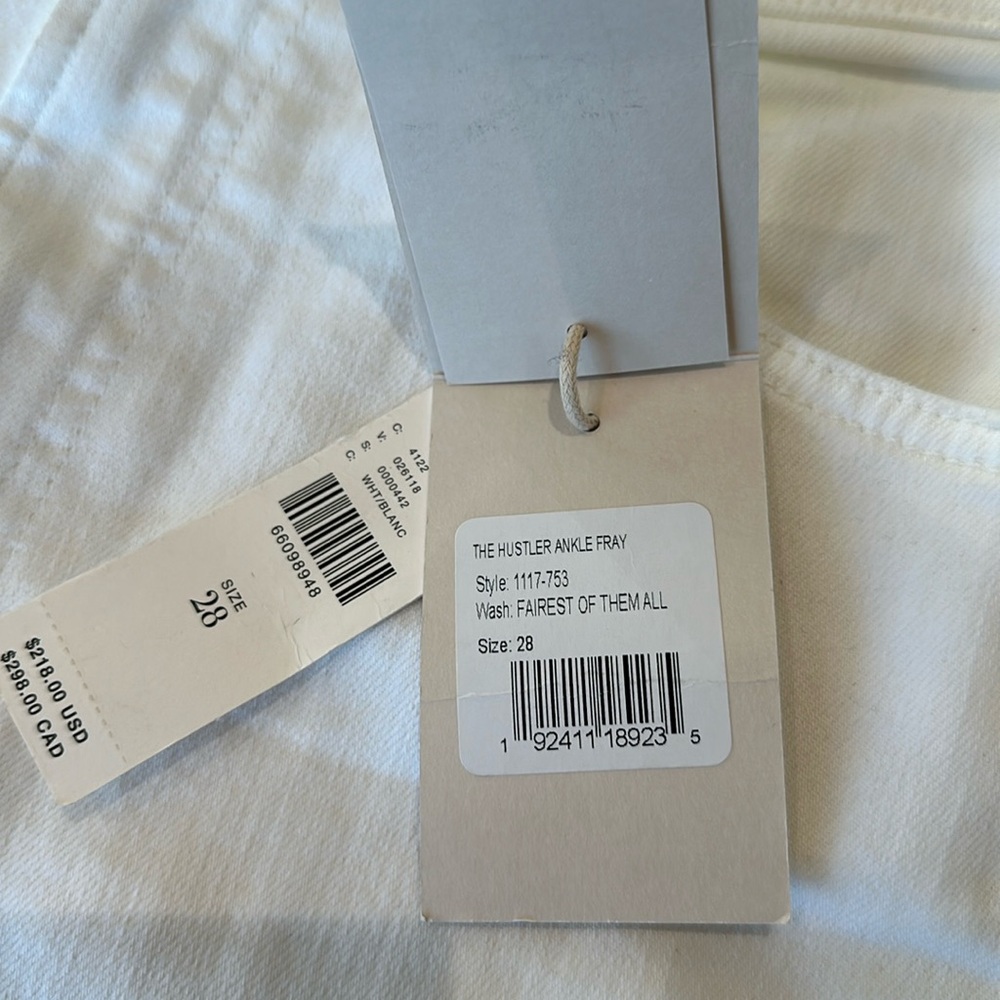 C: 4122
V: 026118
S: 0000442
C: WHT/BLANC
66098948
SIZE
28
$218.00 USD
$298.00 CAD
THE HUSTLER ANKLE FRAY
Style: 1117-753
Wash: FAIREST OF THEM ALL
Size: 28
1 92411 18923 5